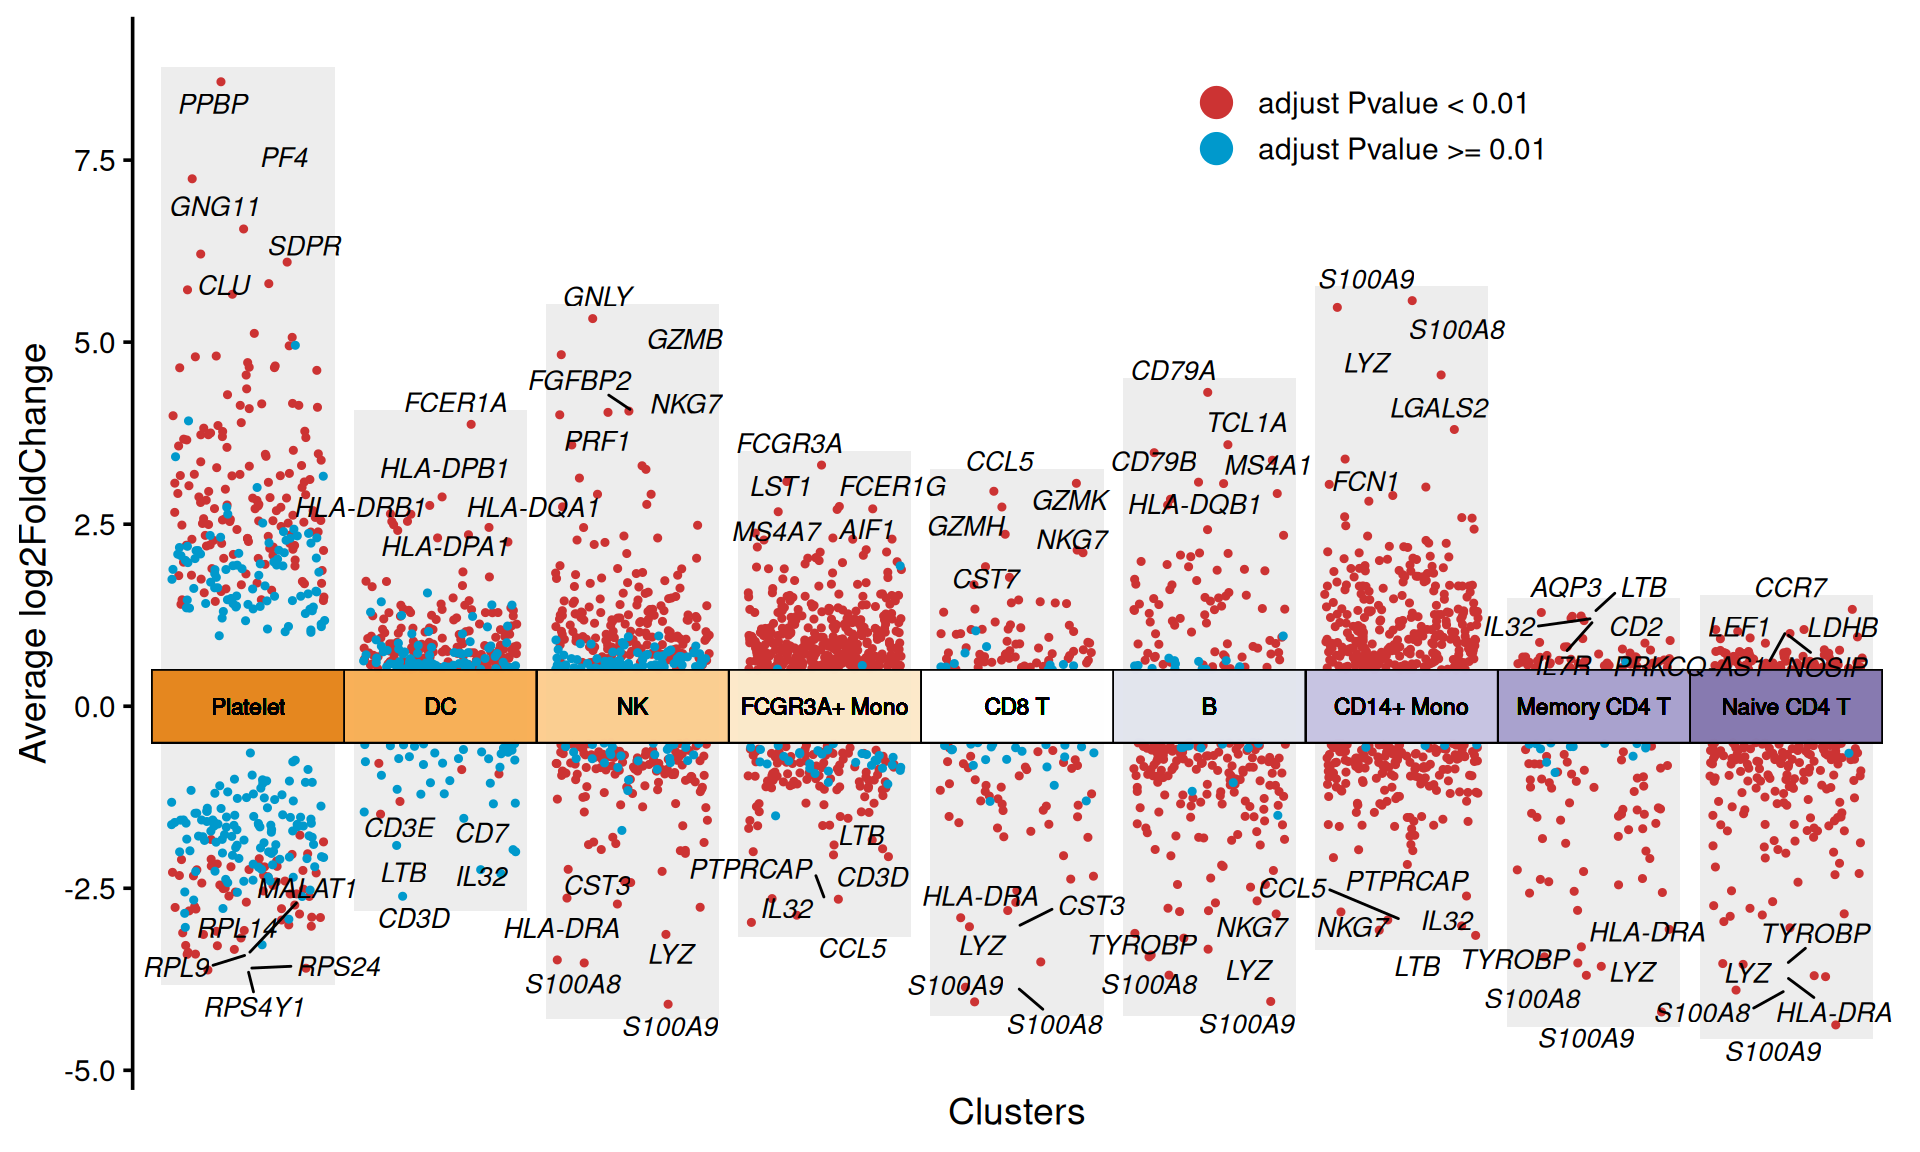 Average log2FoldChange
7.5
5.0
2.5
0.0
-2.5
-5.0
adjust Pvalue < 0.01
adjust Pvalue >= 0.01
PPBP
PF4
GNG11
SDPR
CLU
FCER1A
HLA-DPB1
HLA-DRB1
HLA-DQA1
HLA-DPA1
GNLY
GZMB
FGFBP2
NKG7
PRF1
FCGR3A
LST1
FCER1G
MS4A7
AIF1
CCL5
GZMK
GZMH
NKG7
CST7
CD79A
TCL1A
CD79B
MS4A1
HLA-DQB1
S100A9
S100A8
LYZ
LGALS2
FCN1
AQP3
LTB
IL32
CD2
IL7R
CCR7
LEF1
LDHB
PRKCQ-AS1
NOSIP
Platelet
DC
NK
FCGR3A+ Mono
CD8 T
B
CD14+ Mono
Memory CD4 T
Naive CD4 T
MALAT1
RPL14
RPL9
RPS24
RPS4Y1
CD3E
CD7
LTB
IL32
CD3D
CST3
HLA-DRA
LYZ
S100A8
S100A9
LTB
PTPRCAP
CD3D
IL32
CCL5
HLA-DRA
CST3
LYZ
S100A9
S100A8
NKG7
TYROBP
LYZ
S100A8
S100A9
CCL5
PTPRCAP
NKG7
IL32
LTB
HLA-DRA
TYROBP
LYZ
S100A8
S100A9
TYROBP
LYZ
S100A8
HLA-DRA
S100A9
Clusters